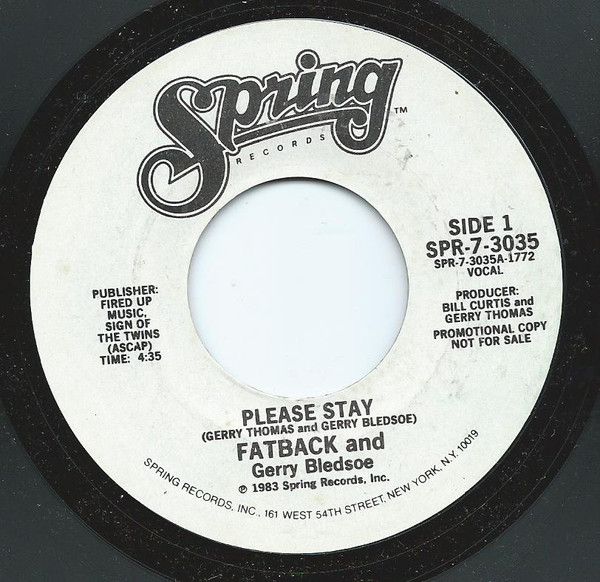 Spring™
RECORDS
SIDE 1
SPR-7-3035
SPR-7-3035A-1772
VOCAL
PUBLISHER:
FIRED UP
MUSIC,
SIGN OF
THE TWINS
(ASCAP)
TIME: 4:35
PRODUCER:
BILL CURTIS and
GERRY THOMAS
PROMOTIONAL COPY
NOT FOR SALE
PLEASE STAY
(GERRY THOMAS and GERRY BLEDSOE)
FATBACK and
Gerry Bledsoe
℗ 1983 Spring Records, Inc.
SPRING RECORDS, INC., 161 WEST 54TH STREET, NEW YORK, N.Y. 10019